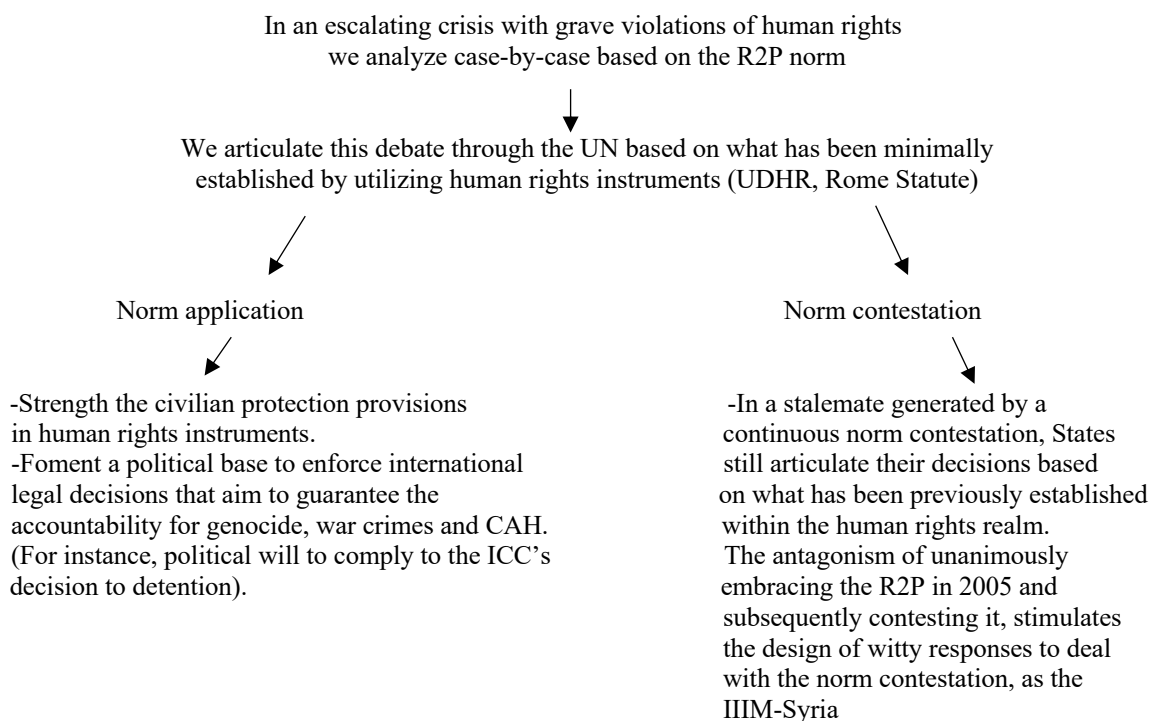 In an escalating crisis with grave violations of human rights
we analyze case-by-case based on the R2P norm
We articulate this debate through the UN based on what has been minimally
established by utilizing human rights instruments (UDHR, Rome Statute)
Norm application
-Strength the civilian protection provisions
in human rights instruments.
-Foment a political base to enforce international
legal decisions that aim to guarantee the
accountability for genocide, war crimes and CAH.
(For instance, political will to comply to the ICC’s
decision to detention).
Norm contestation
-In a stalemate generated by a
continuous norm contestation, States
still articulate their decisions based
on what has been previously established
within the human rights realm.
The antagonism of unanimously
embracing the R2P in 2005 and
subsequently contesting it, stimulates
the design of witty responses to deal
with the norm contestation, as the
IIIM-Syria